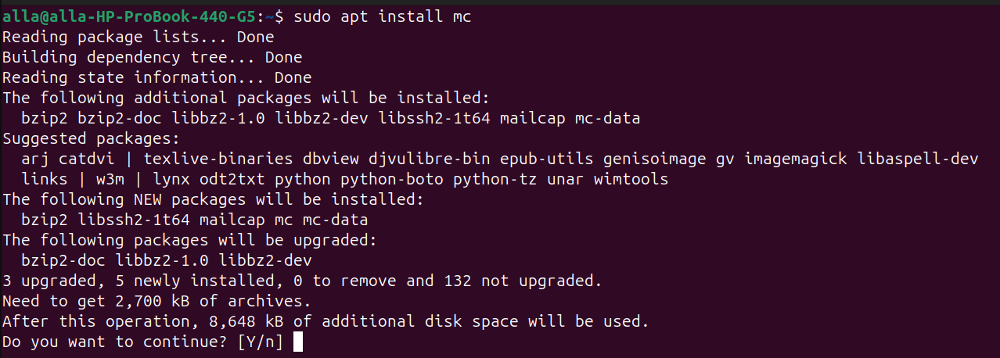 alla@alla-HP-ProBook-440-G5:~$ sudo apt install mc
Reading package lists... Done
Building dependency tree... Done
Reading state information... Done
The following additional packages will be installed:
  bzip2 bzip2-doc libbz2-1.0 libbz2-dev libssh2-1t64 mailcap mc-data
Suggested packages:
  arj catdvi | texlive-binaries dbview djvulibre-bin epub-utils genisoimage gv imagemagick libaspell-dev
  links | w3m | lynx odt2txt python python-boto python-tz unar wimtools
The following NEW packages will be installed:
  bzip2 libssh2-1t64 mailcap mc mc-data
The following packages will be upgraded:
  bzip2-doc libbz2-1.0 libbz2-dev
3 upgraded, 5 newly installed, 0 to remove and 132 not upgraded.
Need to get 2,700 kB of archives.
After this operation, 8,648 kB of additional disk space will be used.
Do you want to continue? [Y/n]